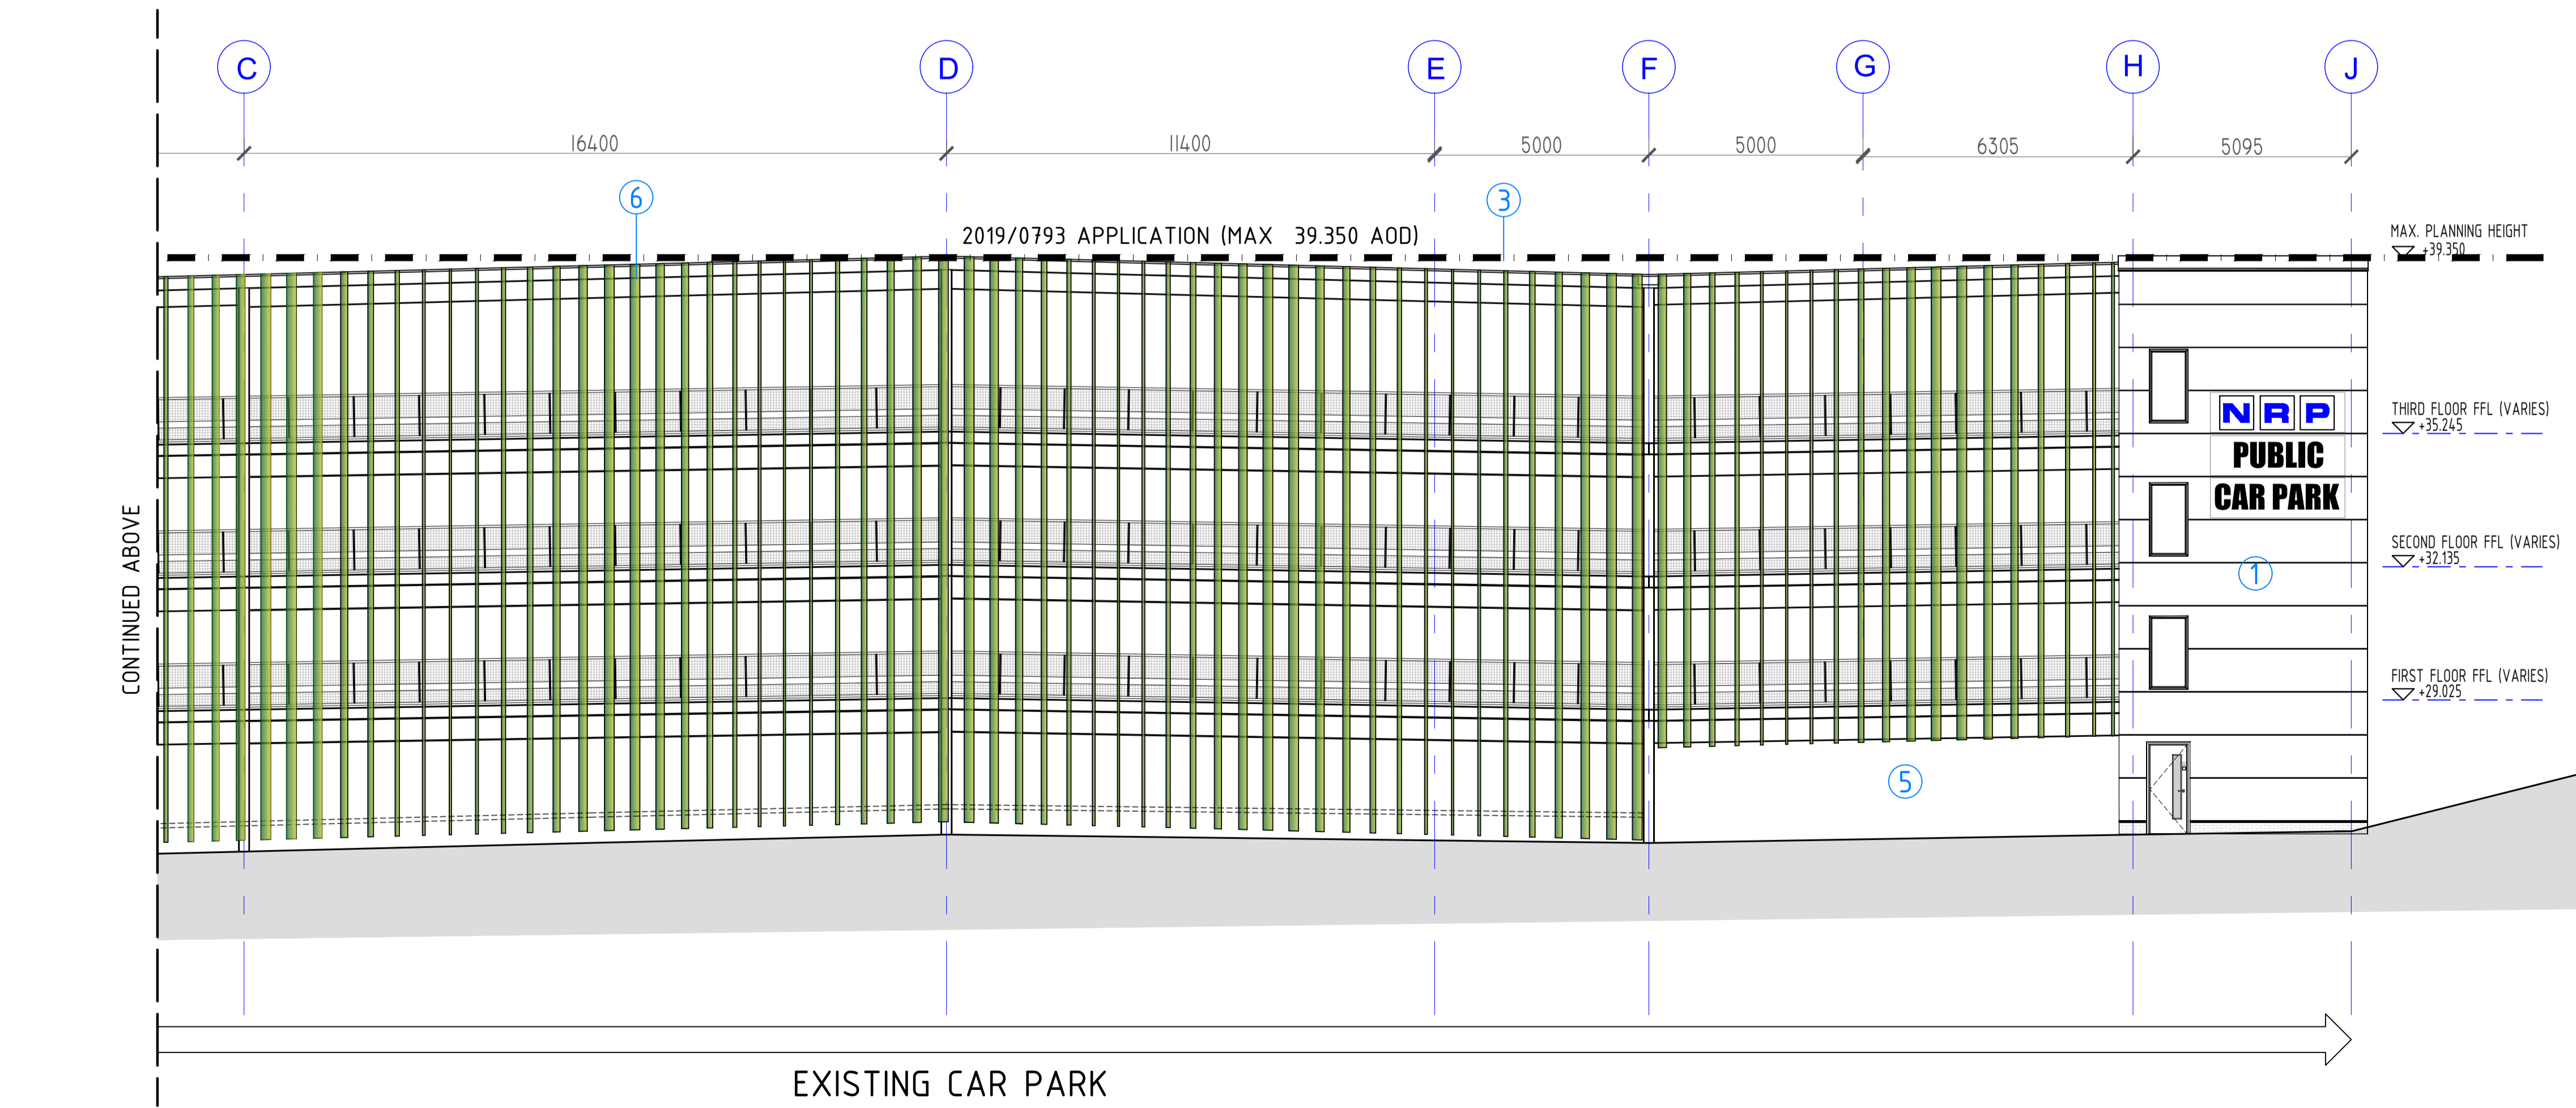 C D E F G H J
16400 11400 5000 5000 6305 5095
6 3
2019/0793 APPLICATION (MAX 39.350 AOD)
MAX. PLANNING HEIGHT
+39.350
THIRD FLOOR FFL (VARIES)
+35.245
NRP
PUBLIC
CAR PARK
SECOND FLOOR FFL (VARIES)
+32.135
1
CONTINUED ABOVE
FIRST FLOOR FFL (VARIES)
+29.025
5
EXISTING CAR PARK